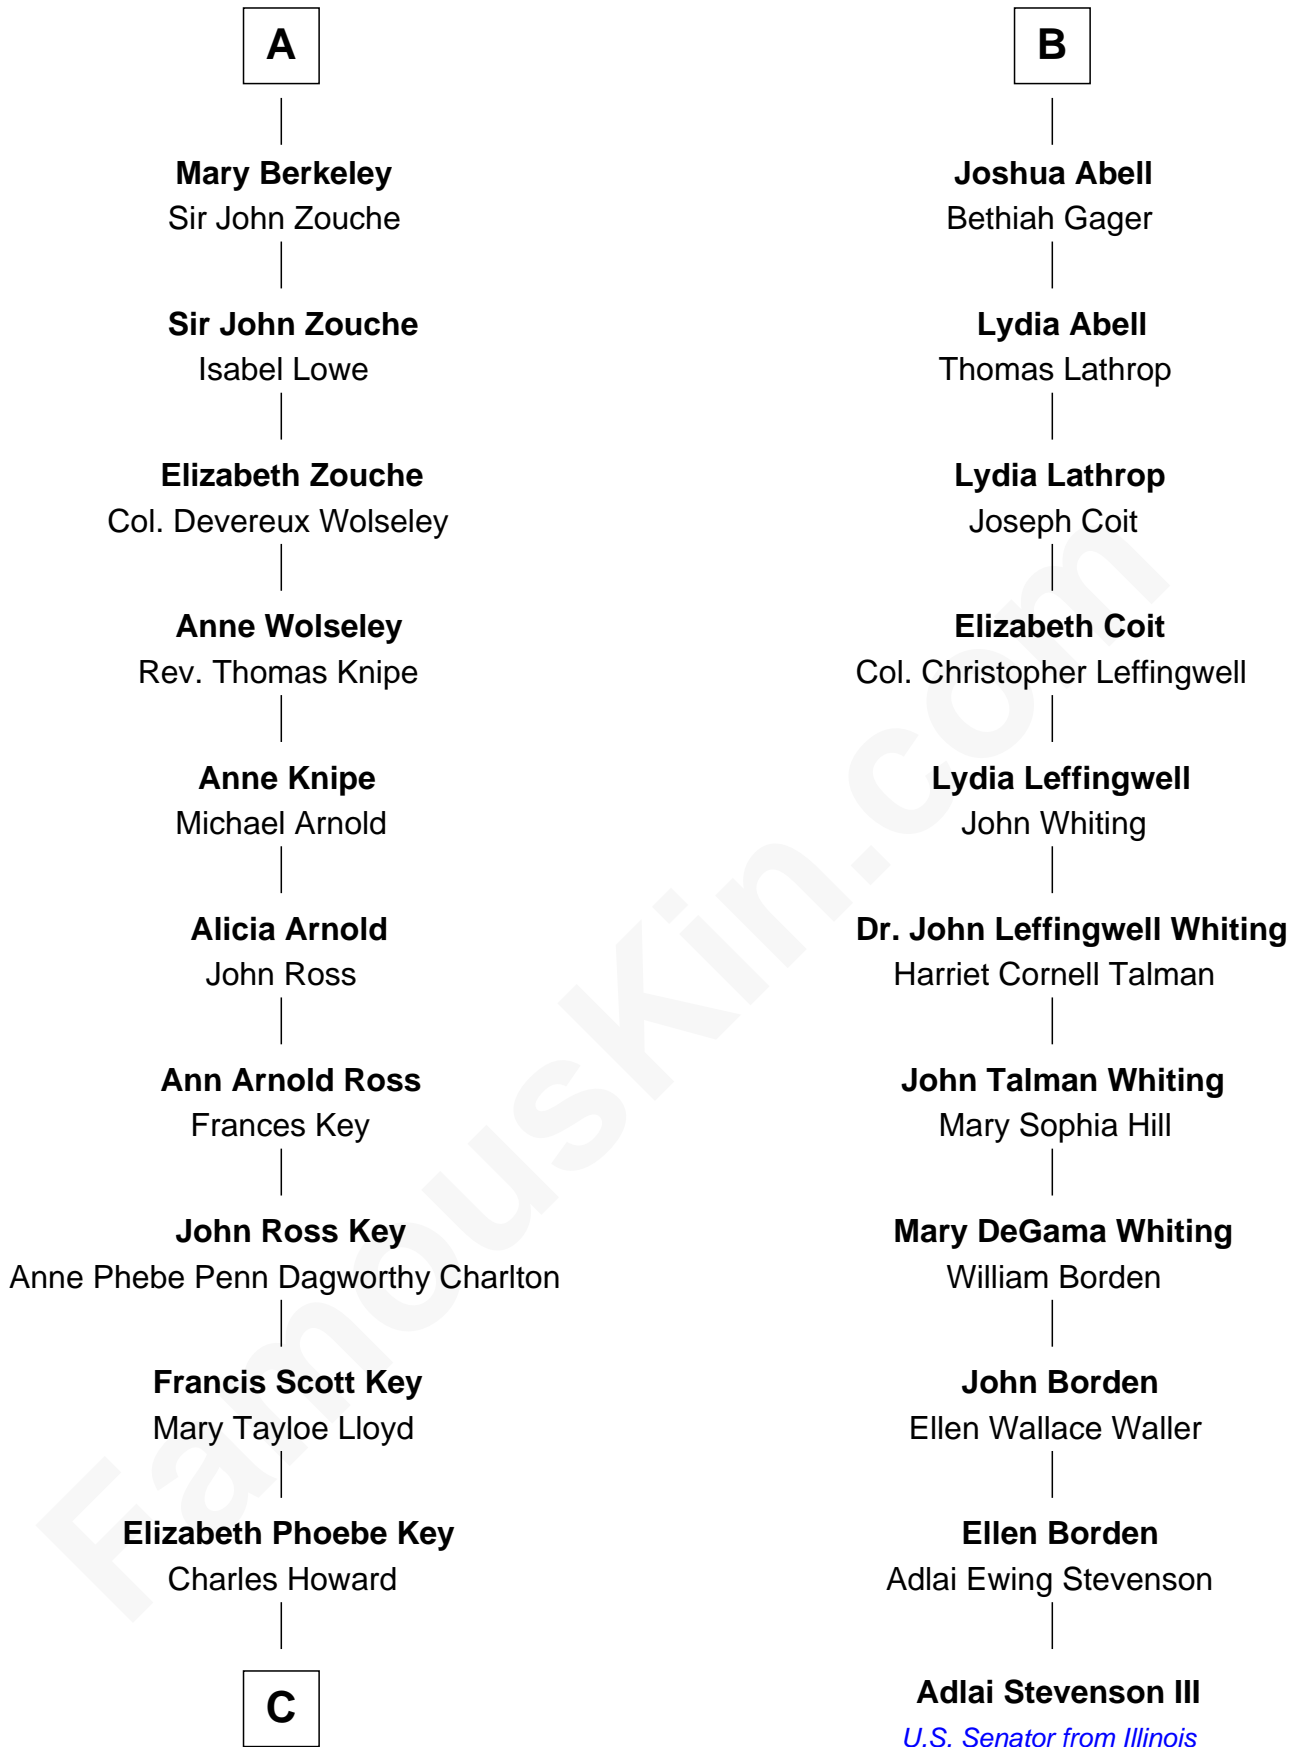 A
Mary Berkeley
Sir John Zouche
Sir John Zouche
Isabel Lowe
Elizabeth Zouche
Col. Devereux Wolseley
Anne Wolseley
Rev. Thomas Knipe
Anne Knipe
Michael Arnold
Alicia Arnold
John Ross
Ann Arnold Ross
Frances Key
John Ross Key
Anne Phebe Penn Dagworthy Charlton
Francis Scott Key
Mary Tayloe Lloyd
Elizabeth Phoebe Key
Charles Howard
C
B
Joshua Abell
Bethiah Gager
Lydia Abell
Thomas Lathrop
Lydia Lathrop
Joseph Coit
Elizabeth Coit
Col. Christopher Leffingwell
Lydia Leffingwell
John Whiting
Dr. John Leffingwell Whiting
Harriet Cornell Talman
John Talman Whiting
Mary Sophia Hill
Mary DeGama Whiting
William Borden
John Borden
Ellen Wallace Waller
Ellen Borden
Adlai Ewing Stevenson
Adlai Stevenson III
U.S. Senator from Illinois
FamousKin.com